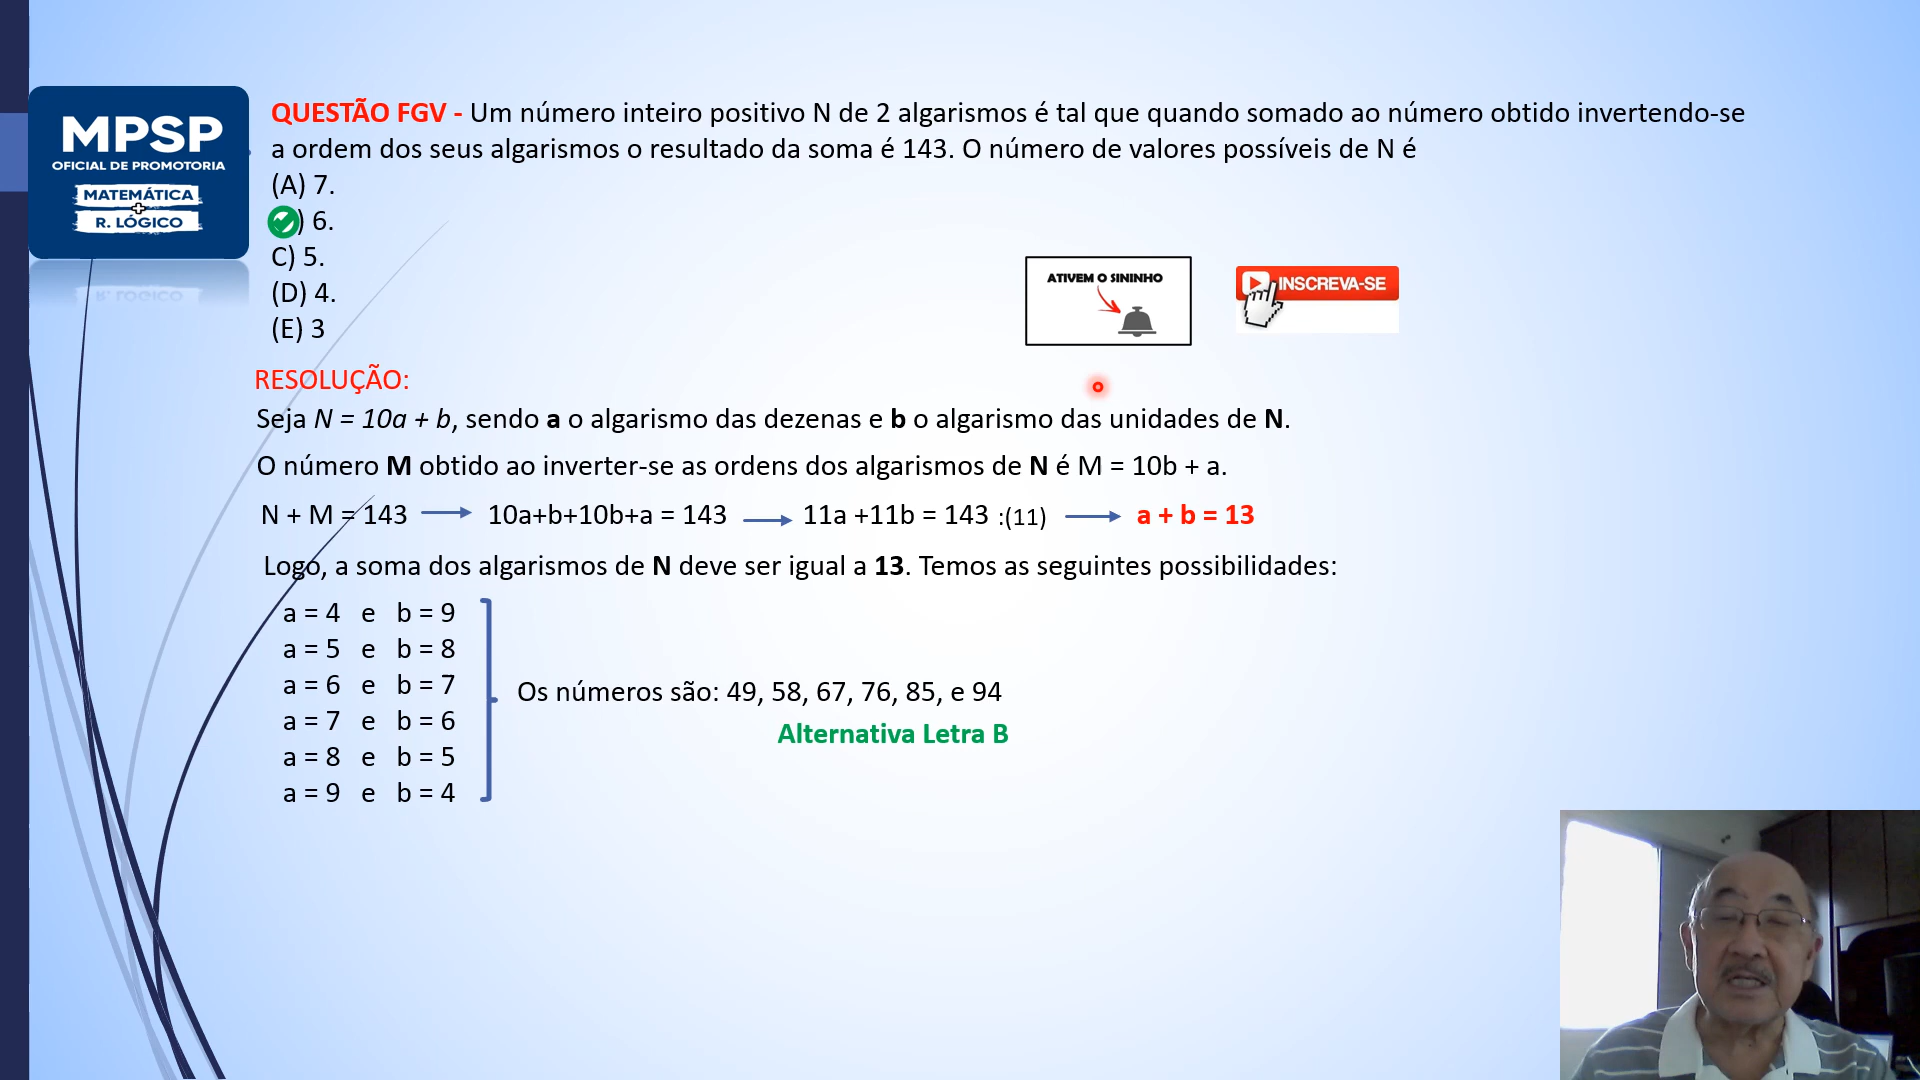 MPSP
OFICIAL DE PROMOTORIA
MATEMÁTICA
+
R. LÓGICO
QUESTÃO FGV - Um número inteiro positivo N de 2 algarismos é tal que quando somado ao número obtido invertendo-se
a ordem dos seus algarismos o resultado da soma é 143. O número de valores possíveis de N é
(A) 7.
) 6.
C) 5.
(D) 4.
(E) 3
ATIVEM O SININHO
INSCREVA-SE
RESOLUÇÃO:
Seja N = 10a + b, sendo a o algarismo das dezenas e b o algarismo das unidades de N.
O número M obtido ao inverter-se as ordens dos algarismos de N é M = 10b + a.
N + M = 143 → 10a+b+10b+a = 143 → 11a +11b = 143 :(11) → a + b = 13
Logo, a soma dos algarismos de N deve ser igual a 13. Temos as seguintes possibilidades:
a = 4 e b = 9
a = 5 e b = 8
a = 6 e b = 7
a = 7 e b = 6
a = 8 e b = 5
a = 9 e b = 4
Os números são: 49, 58, 67, 76, 85, e 94
Alternativa Letra B